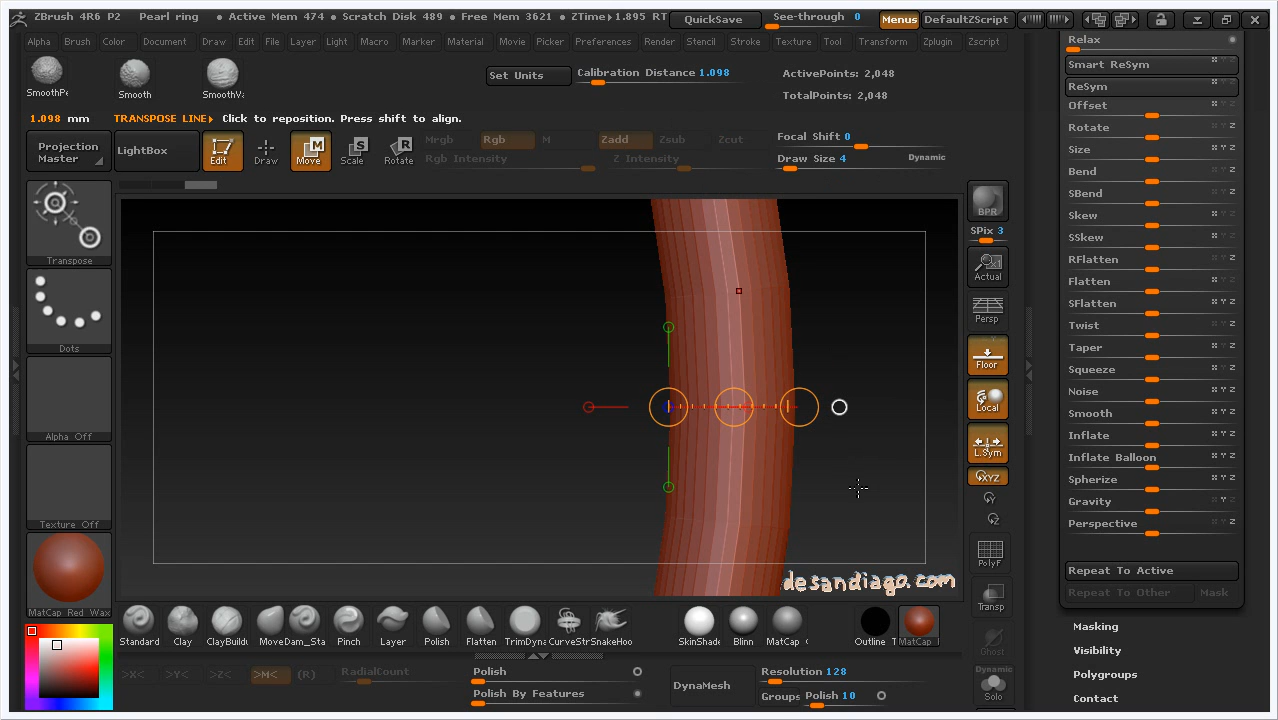 ZBrush 4R6 P2 Pearl ring • Active Mem 474 • Scratch Disk 489 • Free Mem 3621 • ZTime▸1.895 RT QuickSave See-through 0 Menus DefaultZScript
Alpha Brush Color Document Draw Edit File Layer Light Macro Marker Material Movie Picker Preferences Render Stencil Stroke Texture Tool Transform Zplugin Zscript
SmoothPe Smooth SmoothVa
Set Units Calibration Distance 1.098
ActivePoints: 2,048
TotalPoints: 2,048
1.098 mm TRANSPOSE LINE▸ Click to reposition. Press shift to align.
Projection Master
LightBox
Edit Draw Move Scale Rotate
Mrgb Rgb M Zadd Zsub Zcut
Rgb Intensity Z Intensity
Focal Shift 0
Draw Size 4 Dynamic
Transpose
Dots
Alpha Off
Texture Off
MatCap Red Wax
BPR
SPix 3
Actual
Persp
Floor
Local
L.Sym
XYZ
Y
Z
PolyF
Transp
Ghost
Dynamic
Solo
desandiago.com
Standard Clay ClayBuildu MoveDam_Sta Pinch Layer Polish Flatten TrimDyna CurveStrSnakeHoo SkinShade Blinn MatCap Outline MatCap
>X< >Y< >Z< >M< (R) RadialCount
Polish
Polish By Features
DynaMesh
Resolution 128
Groups Polish 10
Relax
Smart ReSym
ReSym
Offset
Rotate
Size
Bend
SBend
Skew
SSkew
RFlatten
Flatten
SFlatten
Twist
Taper
Squeeze
Noise
Smooth
Inflate
Inflate Balloon
Spherize
Gravity
Perspective
Repeat To Active
Repeat To Other Mask
Masking
Visibility
Polygroups
Contact